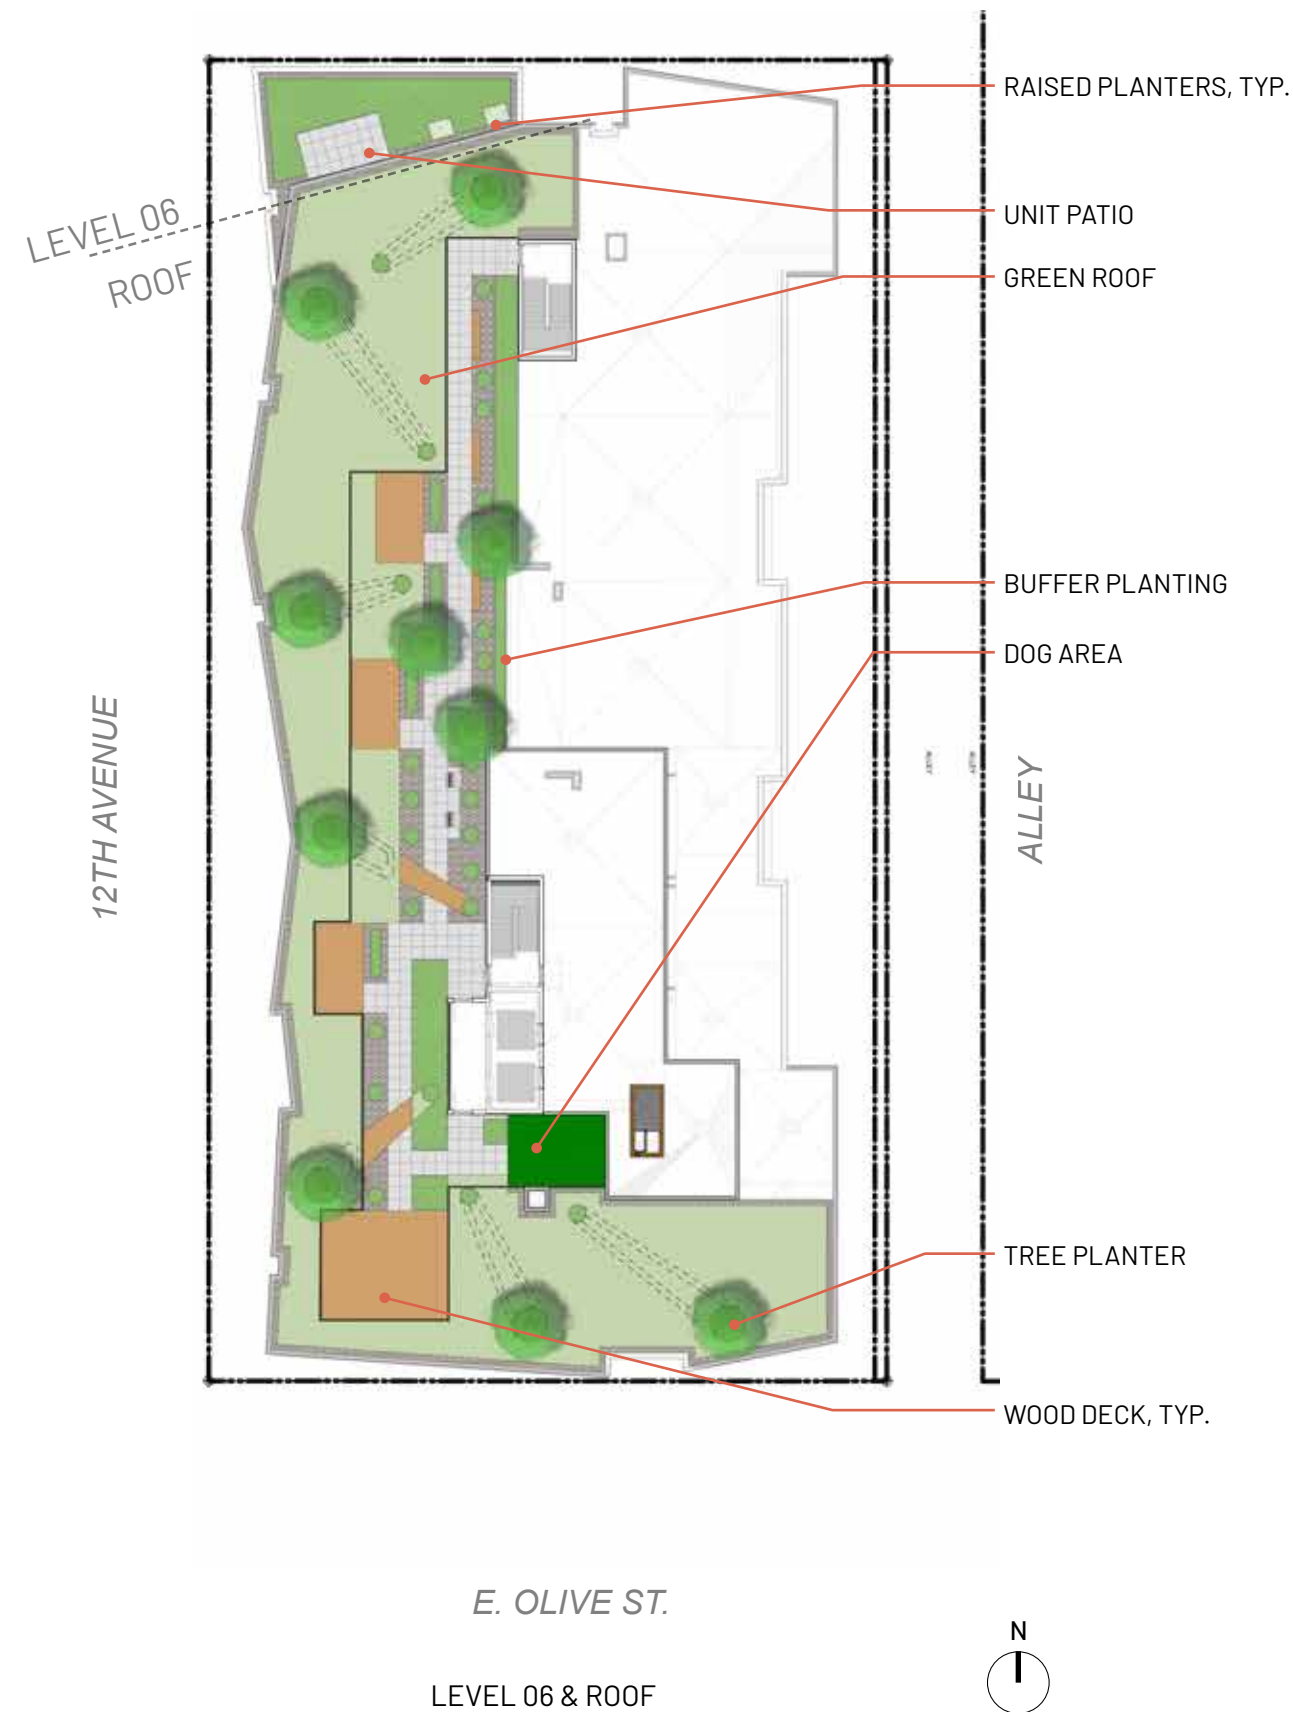 RAISED PLANTERS, TYP.
LEVEL 06
ROOF
UNIT PATIO
GREEN ROOF
BUFFER PLANTING
DOG AREA
12TH AVENUE
ALLEY
TREE PLANTER
WOOD DECK, TYP.
E. OLIVE ST.
N
LEVEL 06 & ROOF